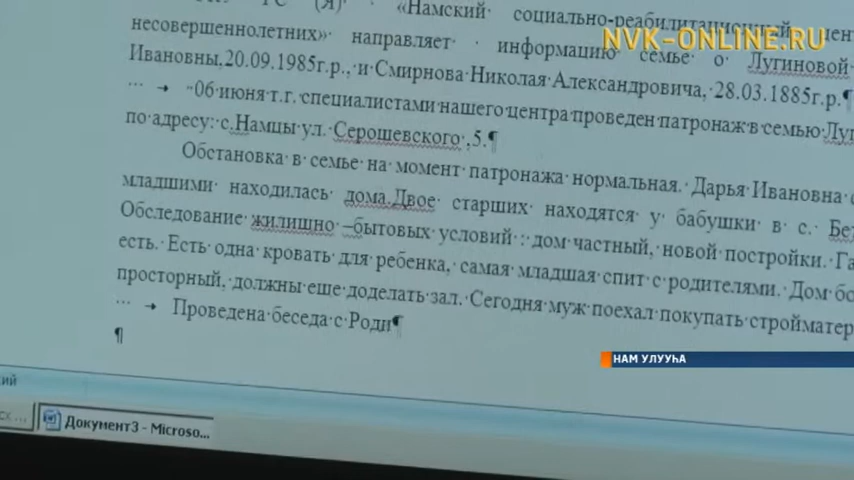 РС (Я) «Намский социально-реабилитационный
несовершеннолетних» направляет информацию семье о Лугиновой
Ивановны,20.09.1985г.р., и Смирнова Николая Александровича, 28.03.1885г.р.
06 июня т.г. специалистами нашего центра проведен патронаж в семью
по адресу: с.Намцы ул. Серошевского ,5.
Обстановка в семье на момент патронажа нормальная. Дарья Ивановна
младшими находилась дома.Двое старших находятся у бабушки в с.
Обследование жилищно –бытовых условий : дом частный, новой постройки.
есть. Есть одна кровать для ребенка, самая младшая спит с родителями. Дом
просторный, должны еще доделать зал. Сегодня муж поехал покупать
Проведена беседа с Роди
NVK-ONLINE.RU
НАМ УЛУУҺА
Документ3 - Microso...